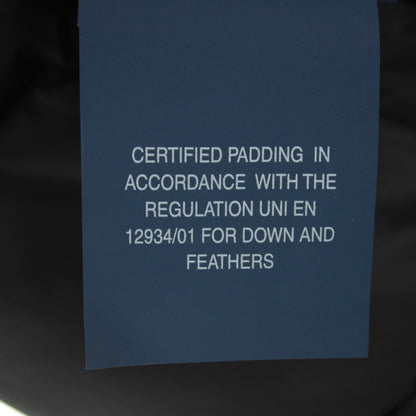 CERTIFIED PADDING IN
ACCORDANCE WITH THE
REGULATION UNI EN
12934/01 FOR DOWN AND
FEATHERS